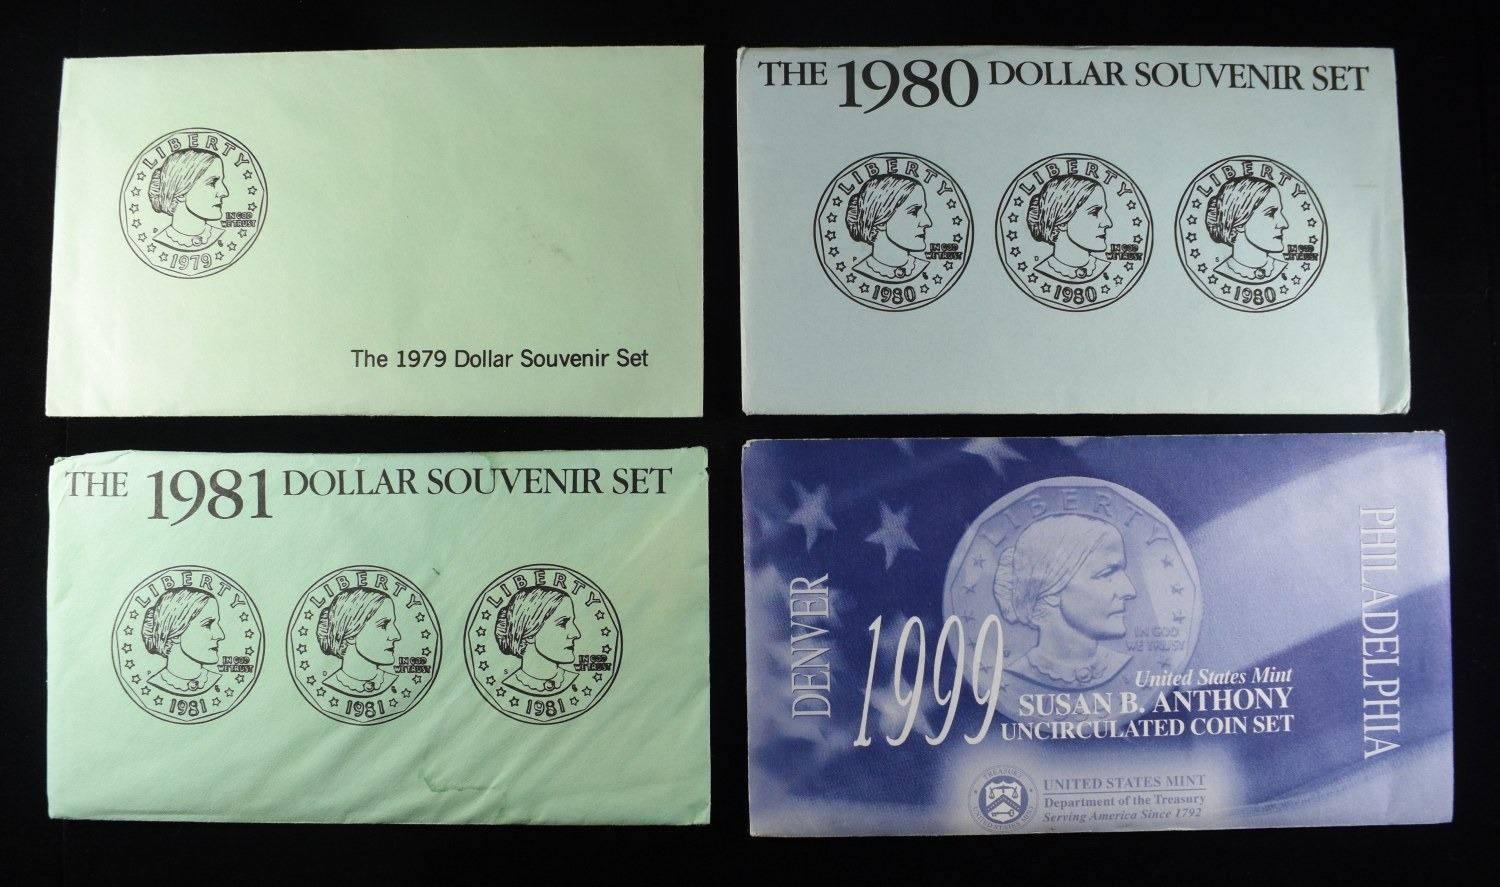 LIBERTY
IN GOD
WE TRUST
P
1979
The 1979 Dollar Souvenir Set
THE 1980 DOLLAR SOUVENIR SET
LIBERTY
IN GOD
WE TRUST
P
1980
LIBERTY
IN GOD
WE TRUST
D
1980
LIBERTY
IN GOD
WE TRUST
S
1980
THE 1981 DOLLAR SOUVENIR SET
LIBERTY
IN GOD
WE TRUST
P
1981
LIBERTY
IN GOD
WE TRUST
D
1981
LIBERTY
IN GOD
WE TRUST
S
1981
LIBERTY
IN GOD
WE TRUST
DENVER
1999
PHILADELPHIA
United States Mint
SUSAN B. ANTHONY
UNCIRCULATED COIN SET
UNITED STATES MINT
Department of the Treasury
Serving America Since 1792